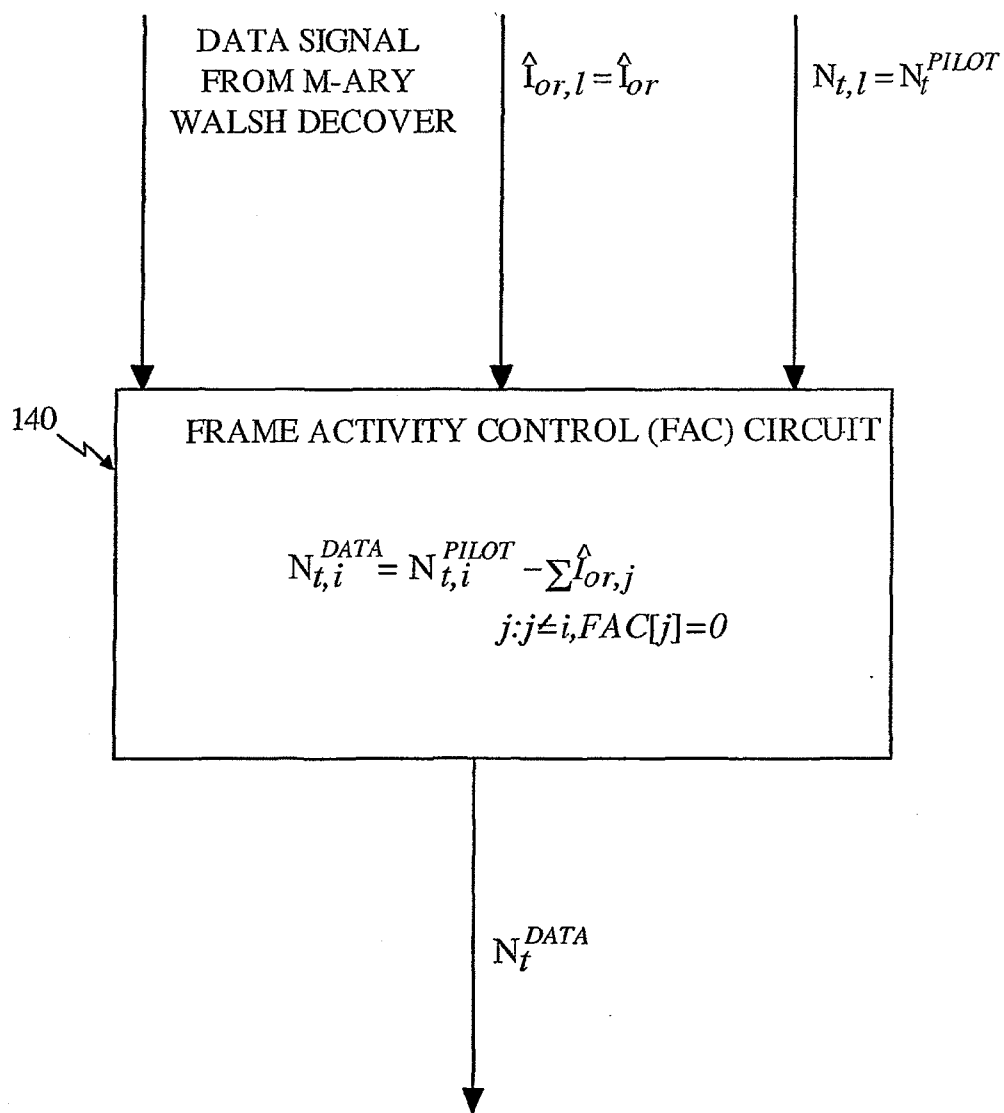 DATA SIGNAL
FROM M-ARY
WALSH DECOVER
Î_{or,l} = Î_{or}
N_{t,l} = N_t^{PILOT}
140
FRAME ACTIVITY CONTROL (FAC) CIRCUIT
N_{t,i}^{DATA} = N_{t,i}^{PILOT} - ∑Î_{or,j}
j:j≠i,FAC[j]=0
N_t^{DATA}